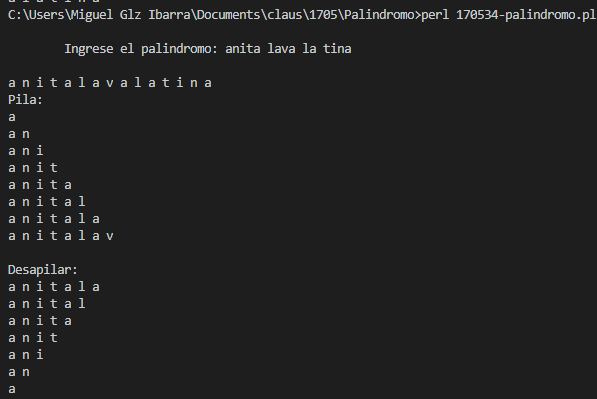 C:\Users\Miguel Glz Ibarra\Documents\claus\1705\Palindromo>perl 170534-palindromo.pl
Ingrese el palindromo: anita lava la tina
a n i t a l a v a l a t i n a
Pila:
a
a n
a n i
a n i t
a n i t a
a n i t a l
a n i t a l a
a n i t a l a v
Desapilar:
a n i t a l a
a n i t a l
a n i t a
a n i t
a n i
a n
a